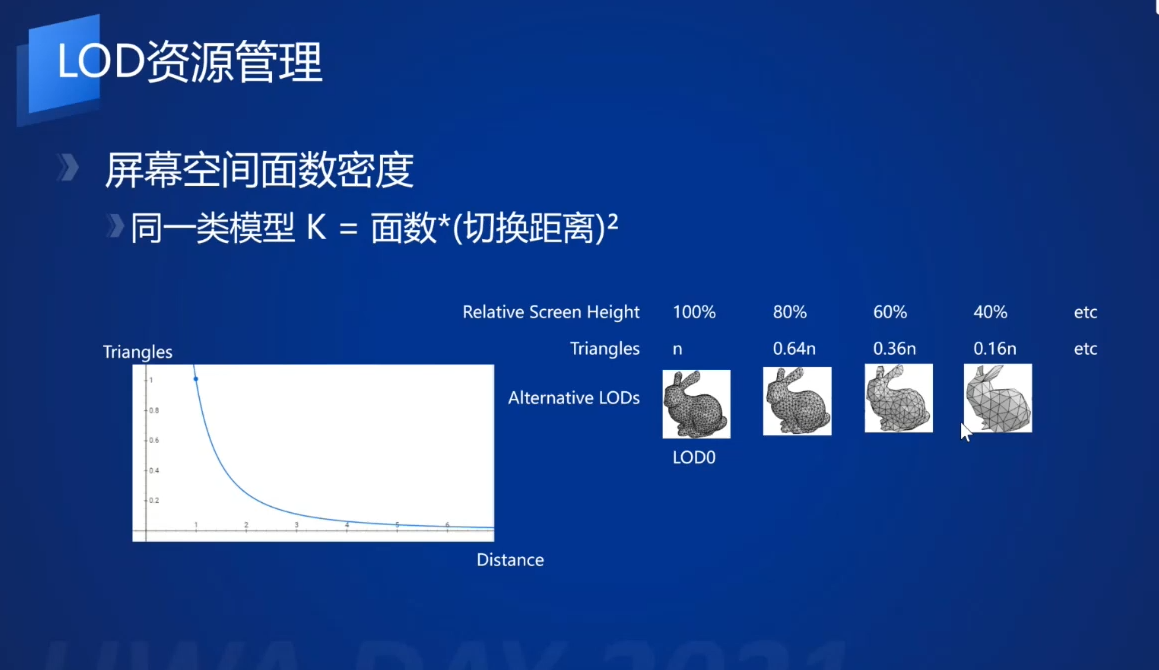 LOD资源管理
屏幕空间面数密度
同一类模型 K = 面数*(切换距离)²
Relative Screen Height 100% 80% 60% 40% etc
Triangles n 0.64n 0.36n 0.16n etc
Alternative LODs
LOD0
Triangles
1
0.8
0.6
0.4
0.2
1 2 3 4 5 6
Distance
UWA DAY 2021